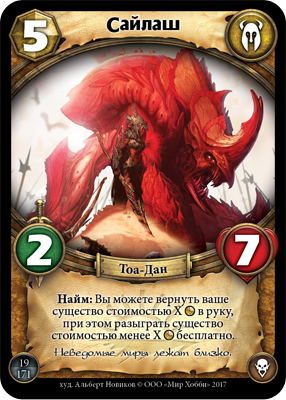 5
Сайлаш
2
7
Тоа-Дан
Найм: Вы можете вернуть ваше
существо стоимостью X в руку,
при этом разыграть существо
стоимостью менее X бесплатно.
Неведомые миры лежат близко.
19
171
худ. Альберт Новиков © ООО «Мир Хобби» 2017